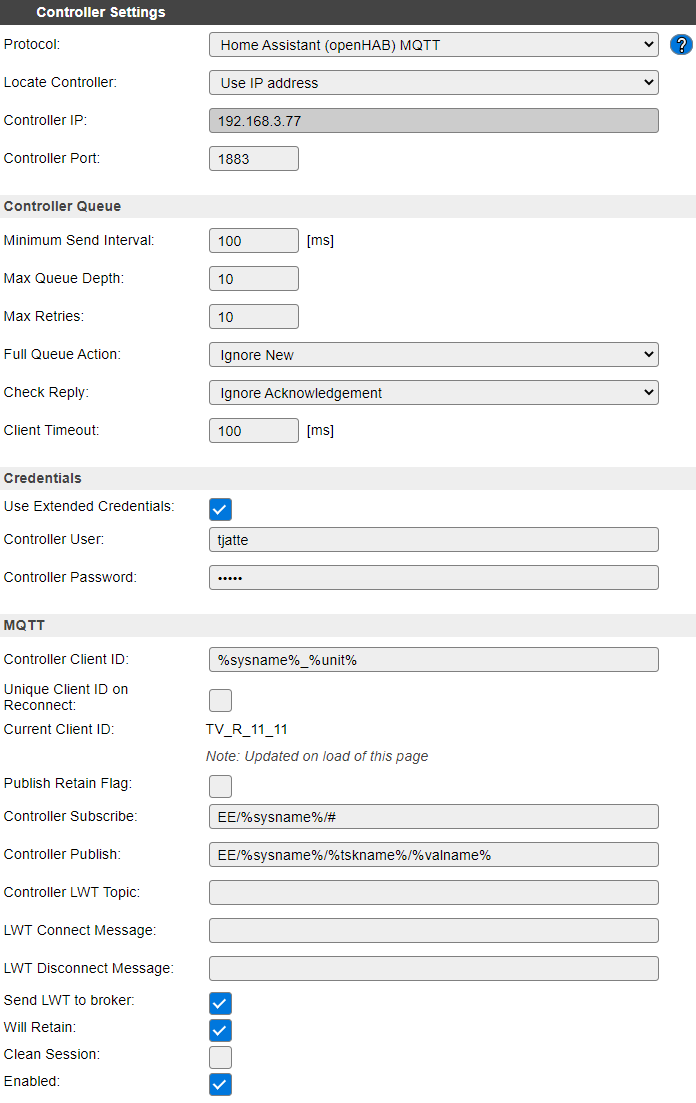 Controller Settings
Protocol: Home Assistant (openHAB) MQTT ?
Locate Controller: Use IP address
Controller IP: 192.168.3.77
Controller Port: 1883
Controller Queue
Minimum Send Interval: 100 [ms]
Max Queue Depth: 10
Max Retries: 10
Full Queue Action: Ignore New
Check Reply: Ignore Acknowledgement
Client Timeout: 100 [ms]
Credentials
Use Extended Credentials:
Controller User: tjatte
Controller Password: •••••
MQTT
Controller Client ID: %sysname%_%unit%
Unique Client ID on
Reconnect:
Current Client ID: TV_R_11_11
Note: Updated on load of this page
Publish Retain Flag:
Controller Subscribe: EE/%sysname%/#
Controller Publish: EE/%sysname%/%tskname%/%valname%
Controller LWT Topic:
LWT Connect Message:
LWT Disconnect Message:
Send LWT to broker:
Will Retain:
Clean Session:
Enabled: